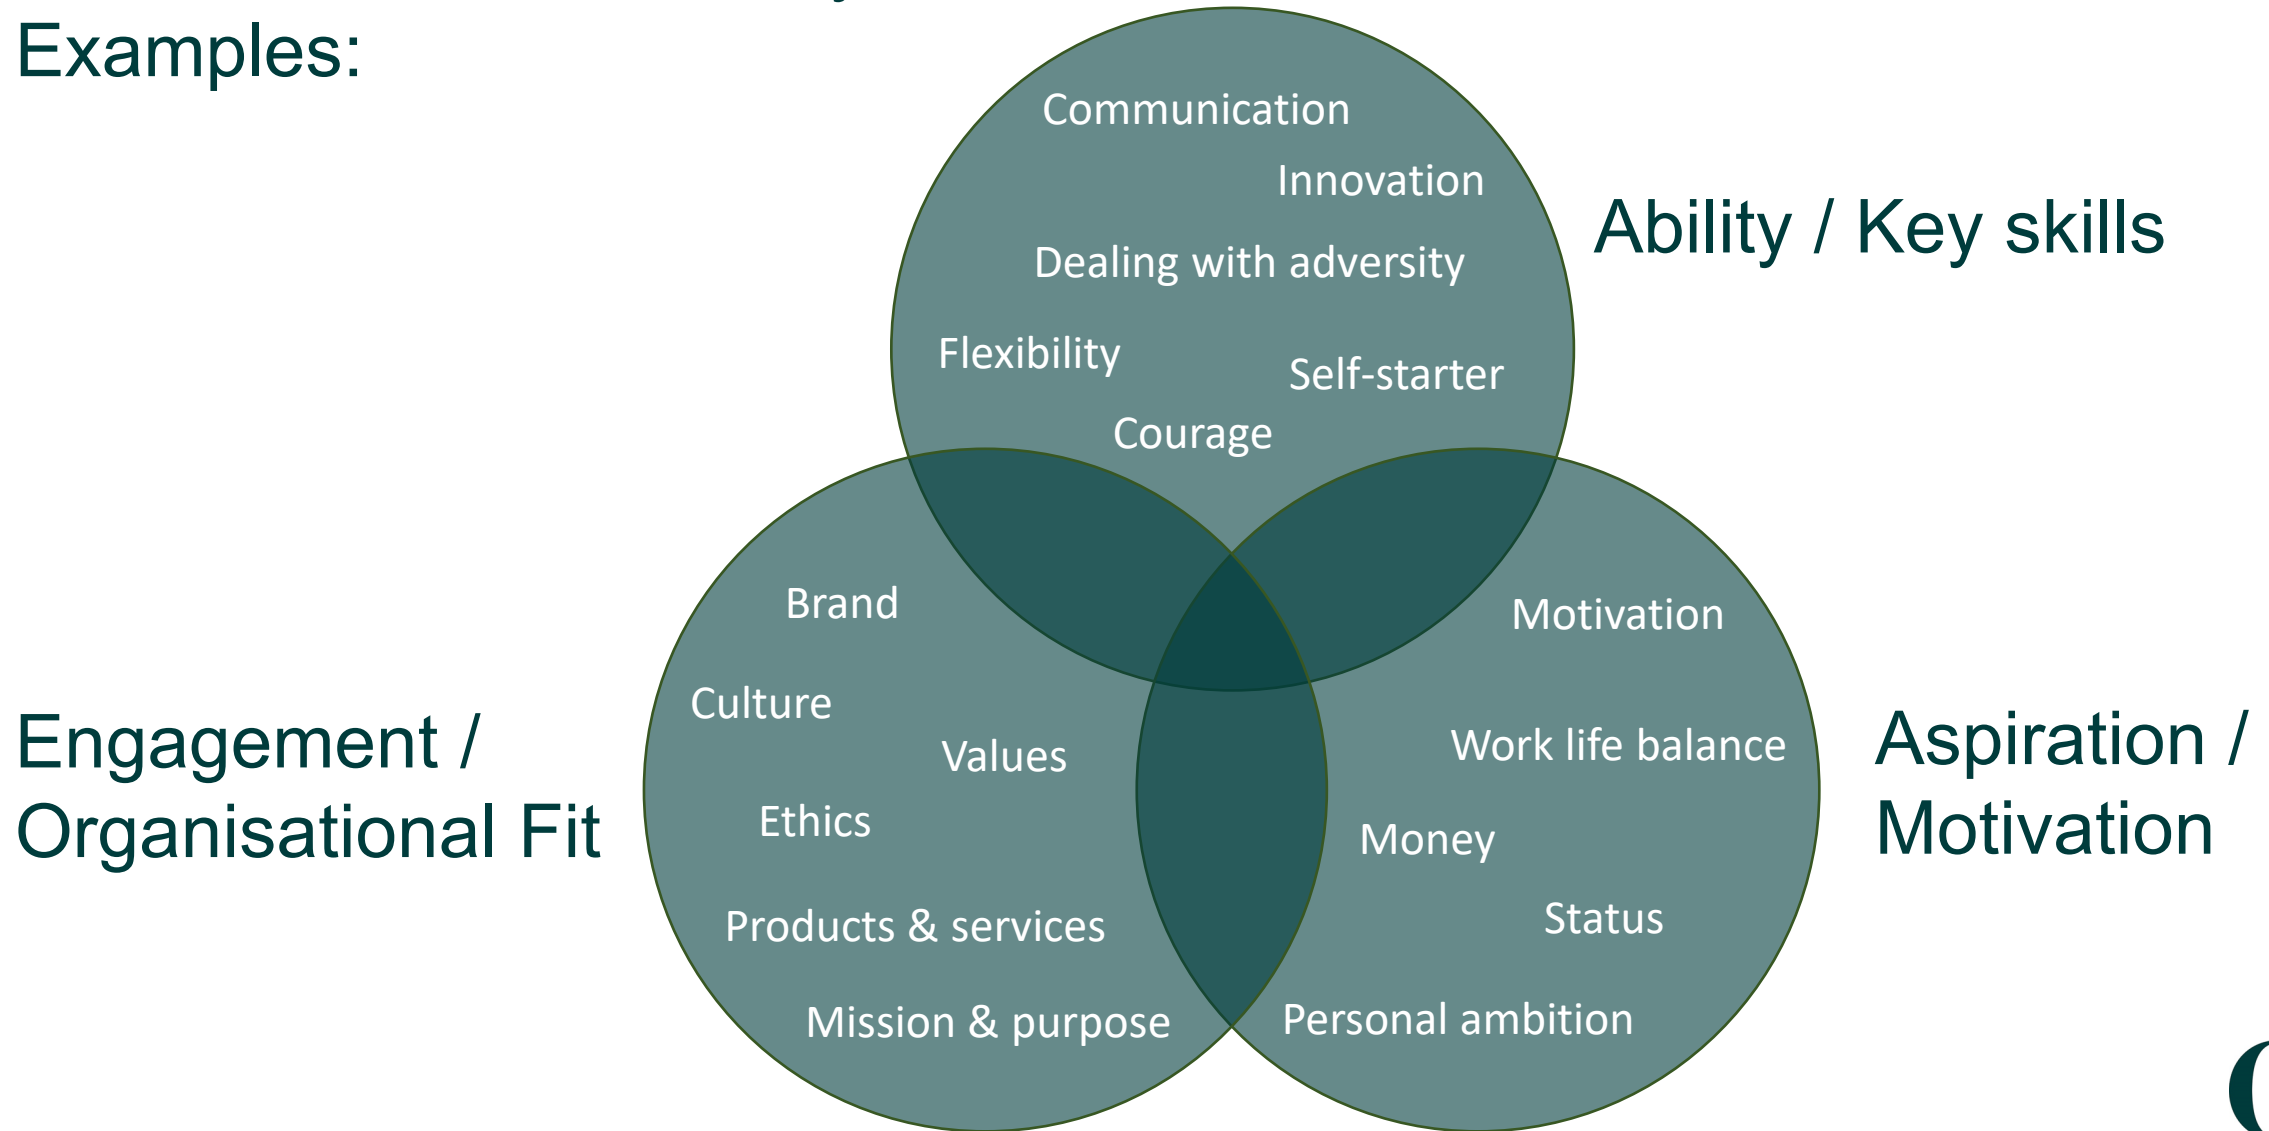 Examples:
Communication
Innovation
Ability / Key skills
Dealing with adversity
Flexibility
Self-starter
Courage
Brand
Culture
Values
Ethics
Products & services
Mission & purpose
Engagement /
Organisational Fit
Motivation
Work life balance
Money
Status
Personal ambition
Aspiration /
Motivation